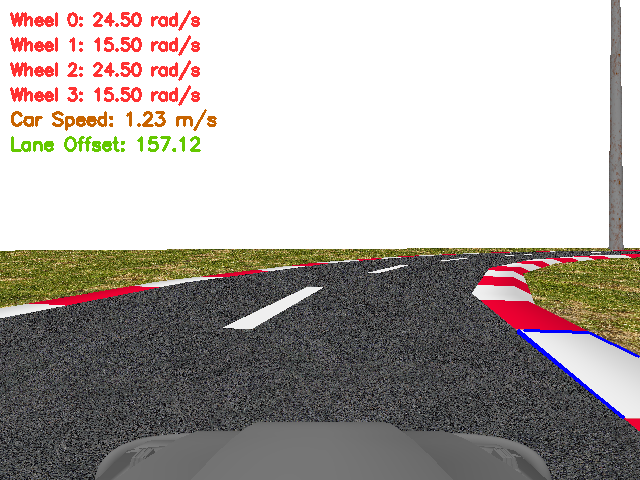 Wheel 0: 24.50 rad/s
Wheel 1: 15.50 rad/s
Wheel 2: 24.50 rad/s
Wheel 3: 15.50 rad/s
Car Speed: 1.23 m/s
Lane Offset: 157.12